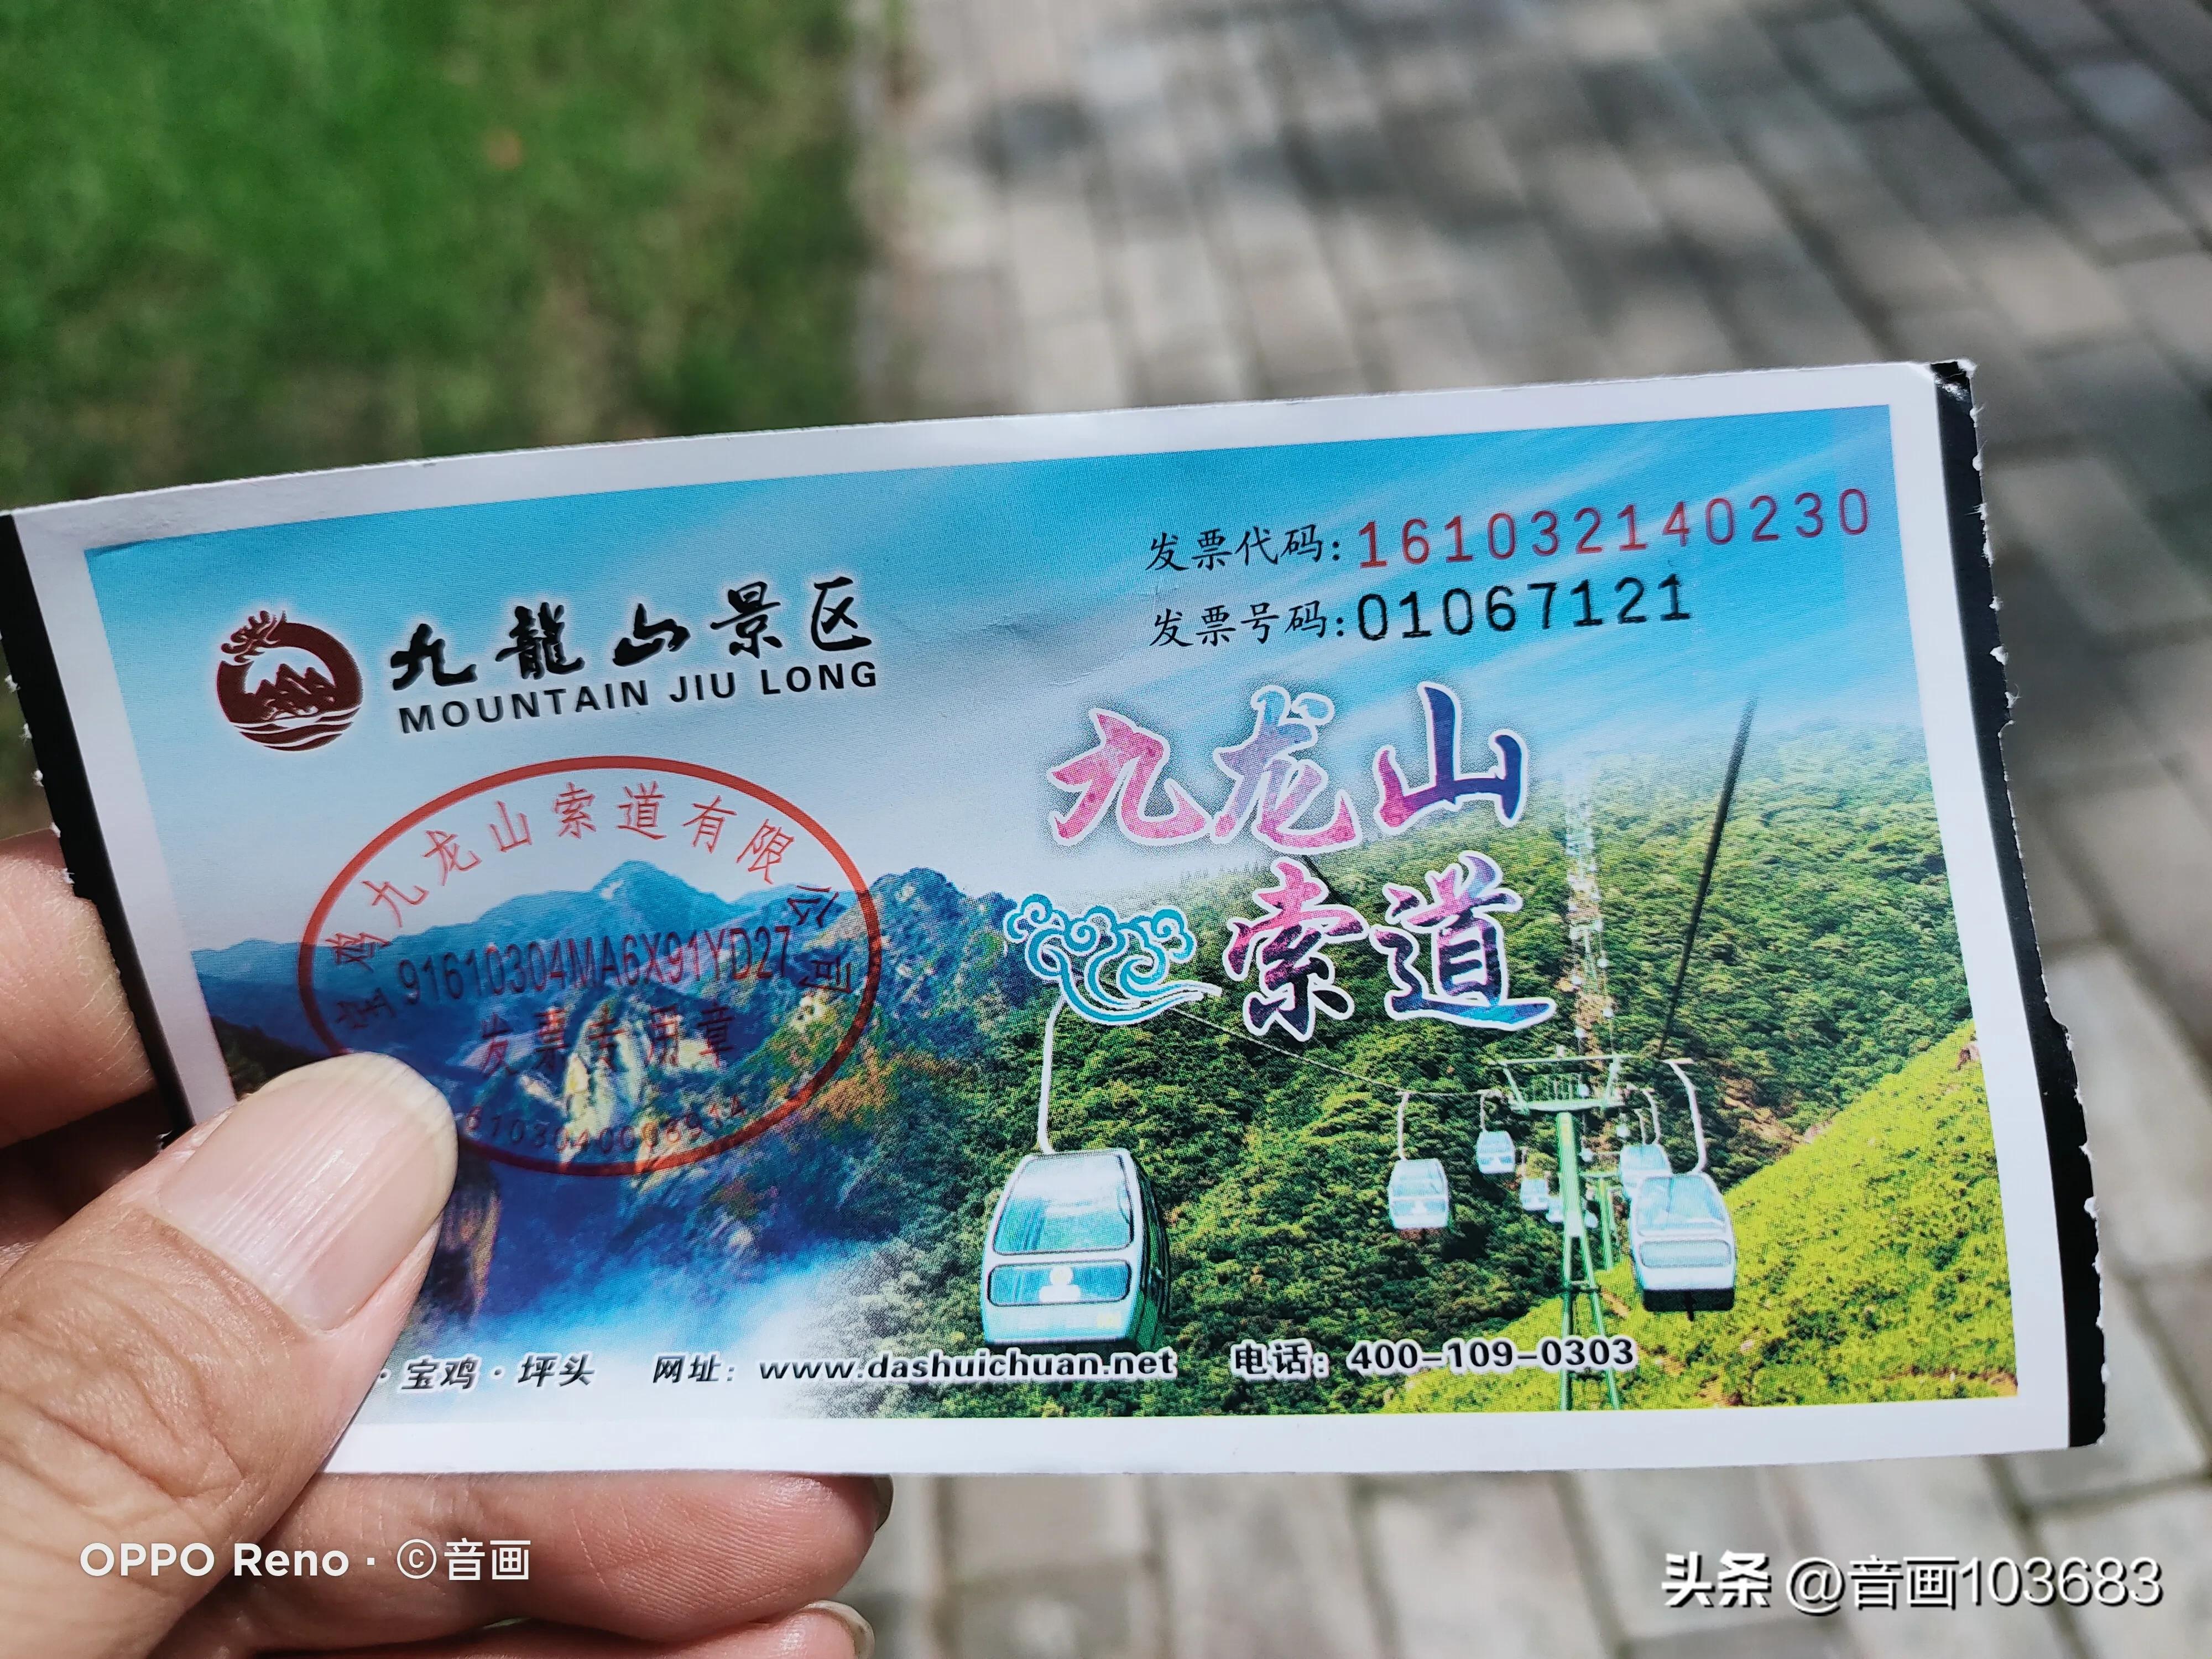 发票代码:161032140230
发票号码:01067121
九龍山景区
MOUNTAIN JIU LONG
九龙山
索道
宝鸡九龙山索道有限公司
91610304MA6X91YD27
发票专用章
·宝鸡·坪头 网址：www.dashuichuan.net 电话：400-109-0303
OPPO Reno · ©音画
头条 @音画103683